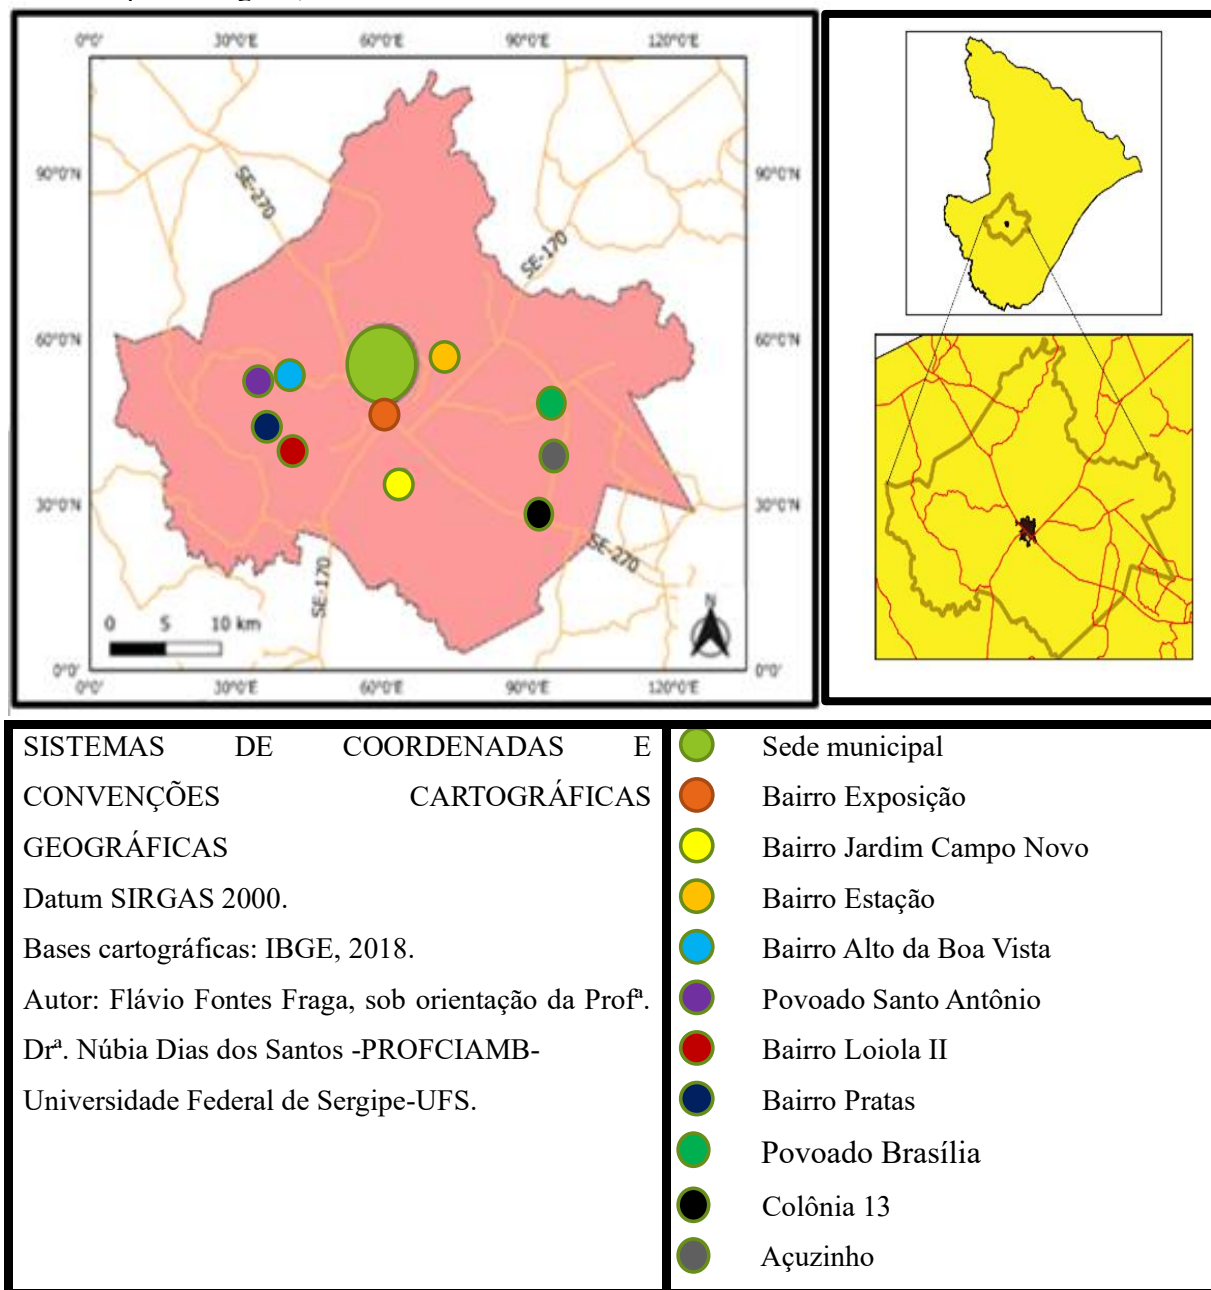 0°0' 30°0'E 60°0'E 90°0'E 120°0'E
90°0'N 90°0'N
SE-270
SE-170
60°0'N 60°0'N
30°0'N 30°0'N
SE-270
SE-170
0 5 10 km
N
0°0' 0°0'
0°0' 30°0'E 60°0'E 90°0'E 120°0'E
SISTEMAS DE COORDENADAS E
CONVENÇÕES CARTOGRÁFICAS
GEOGRÁFICAS
Datum SIRGAS 2000.
Bases cartográficas: IBGE, 2018.
Autor: Flávio Fontes Fraga, sob orientação da Profª.
Drª. Núbia Dias dos Santos -PROFCIAMB-
Universidade Federal de Sergipe-UFS.
Sede municipal
Bairro Exposição
Bairro Jardim Campo Novo
Bairro Estação
Bairro Alto da Boa Vista
Povoado Santo Antônio
Bairro Loiola II
Bairro Pratas
Povoado Brasília
Colônia 13
Açuzinho